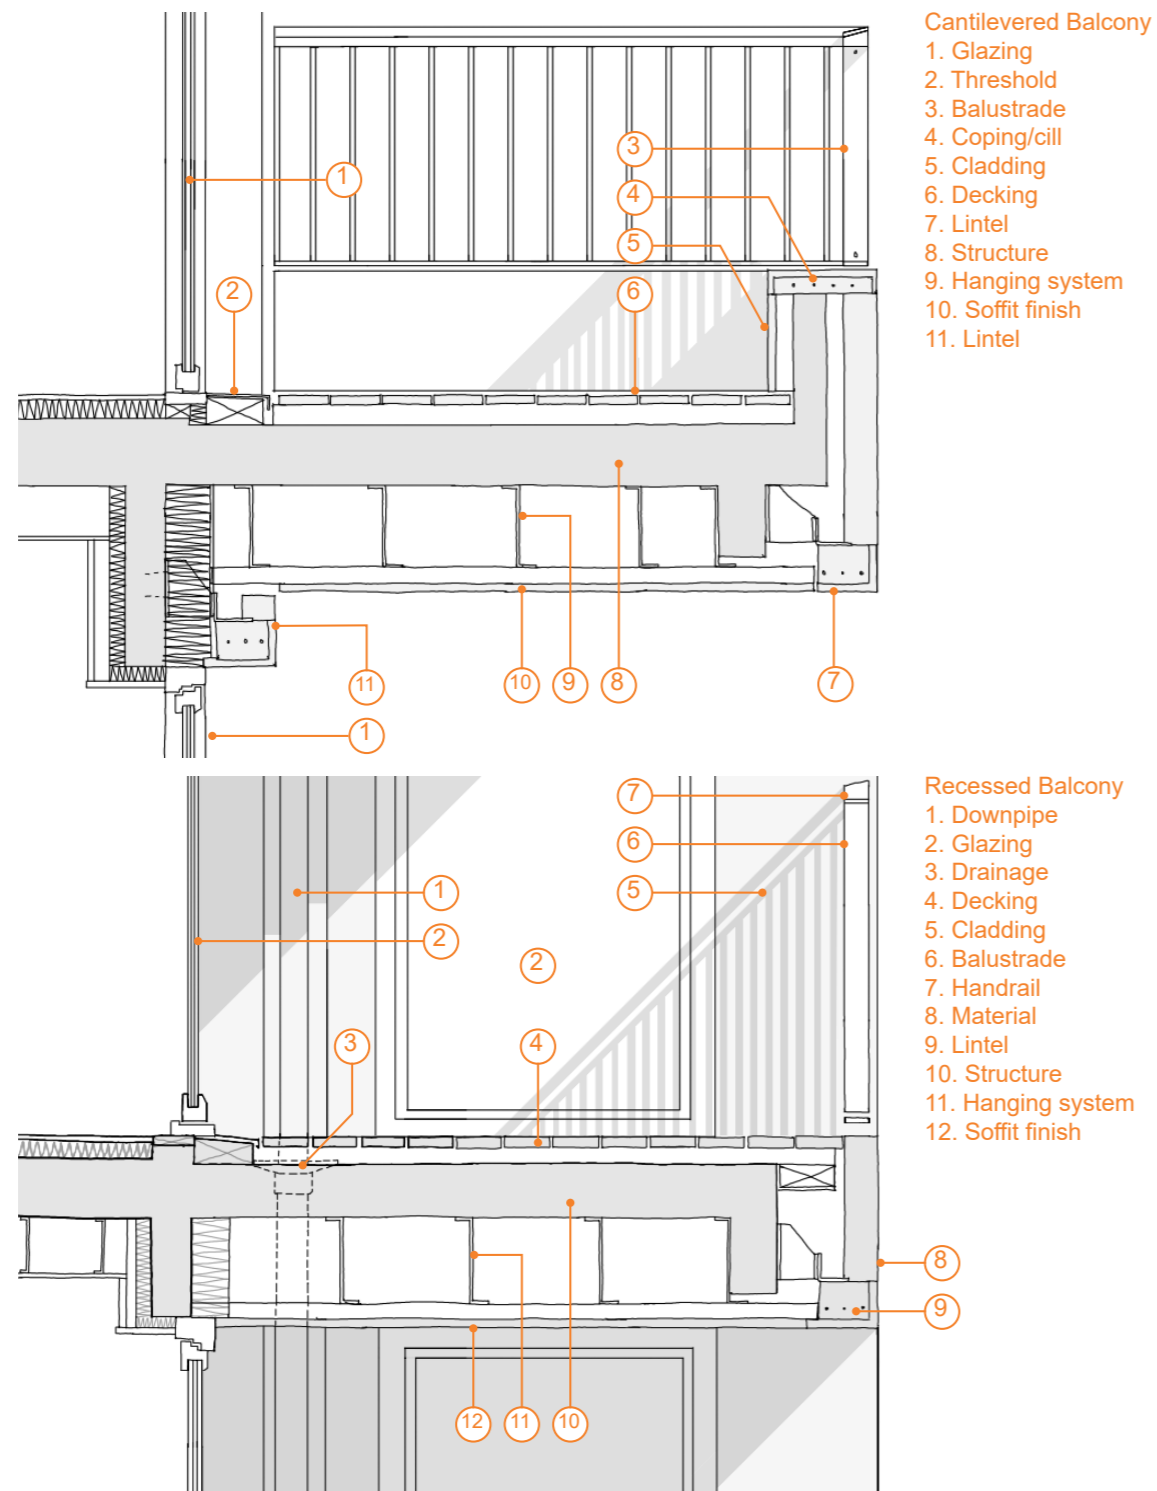 Cantilevered Balcony
1. Glazing
2. Threshold
3. Balustrade
4. Coping/cill
5. Cladding
6. Decking
7. Lintel
8. Structure
9. Hanging system
10. Soffit finish
11. Lintel
3
1
4
5
2
6
11
10
9
8
7
1
Recessed Balcony
1. Downpipe
2. Glazing
3. Drainage
4. Decking
5. Cladding
6. Balustrade
7. Handrail
8. Material
9. Lintel
10. Structure
11. Hanging system
12. Soffit finish
7
6
1
5
2
2
3
4
8
9
12
11
10